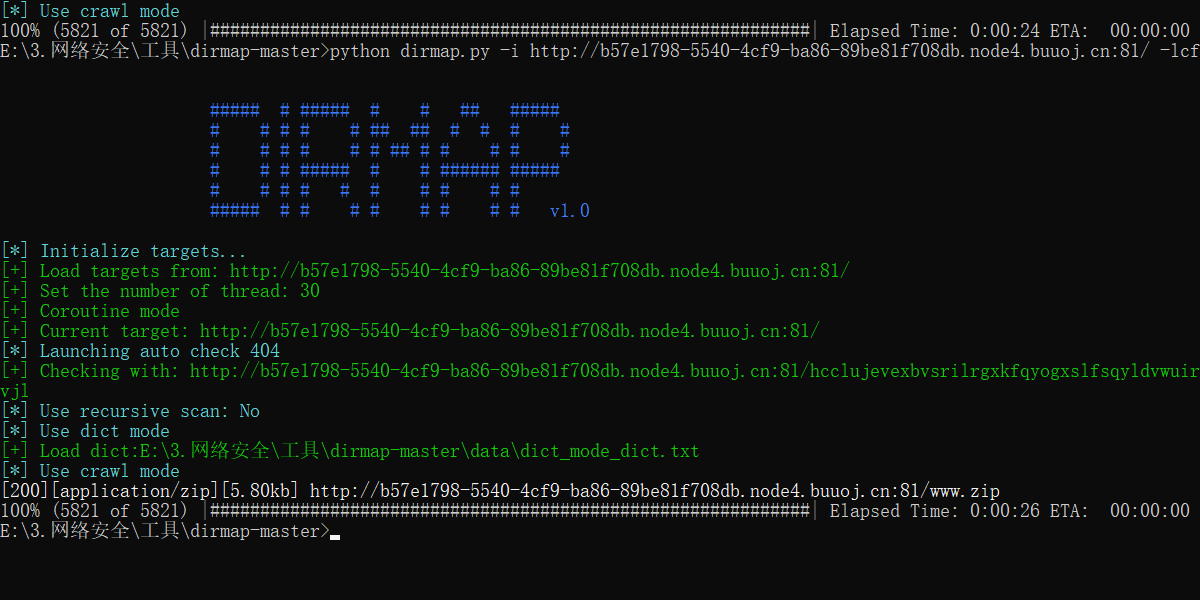 [*] Use crawl mode
100% (5821 of 5821) |############################################################| Elapsed Time: 0:00:24 ETA:  00:00:00
E:\3.网络安全\工具\dirmap-master>python dirmap.py -i http://b57e1798-5540-4cf9-ba86-89be81f708db.node4.buuoj.cn:81/ -lcf
                     #####  # #####  #    #   ##   #####
                     #    # # #    # ##  ##  #  #  #    #
                     #    # # #    # # ## # #    # #    #
                     #    # # #####  #    # ###### #####
                     #    # # #   #  #    # #    # #
                     #####  # #    # #    # #    # #   v1.0
[*] Initialize targets...
[+] Load targets from: http://b57e1798-5540-4cf9-ba86-89be81f708db.node4.buuoj.cn:81/
[+] Set the number of thread: 30
[+] Coroutine mode
[+] Current target: http://b57e1798-5540-4cf9-ba86-89be81f708db.node4.buuoj.cn:81/
[*] Launching auto check 404
[+] Checking with: http://b57e1798-5540-4cf9-ba86-89be81f708db.node4.buuoj.cn:81/hcclujevexbvsrilrgxkfqyogxslfsqyldvwuir
vjl
[*] Use recursive scan: No
[*] Use dict mode
[+] Load dict:E:\3.网络安全\工具\dirmap-master\data\dict_mode_dict.txt
[*] Use crawl mode
[200][application/zip][5.80kb] http://b57e1798-5540-4cf9-ba86-89be81f708db.node4.buuoj.cn:81/www.zip
100% (5821 of 5821) |############################################################| Elapsed Time: 0:00:26 ETA:  00:00:00
E:\3.网络安全\工具\dirmap-master>